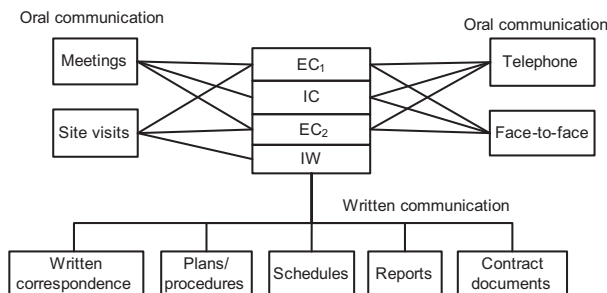 Oral communication
Oral communication
Meetings
EC₁
Telephone
IC
Site visits
EC₂
Face-to-face
IW
Written communication
Written
correspondence
Plans/
procedures
Schedules
Reports
Contract
documents